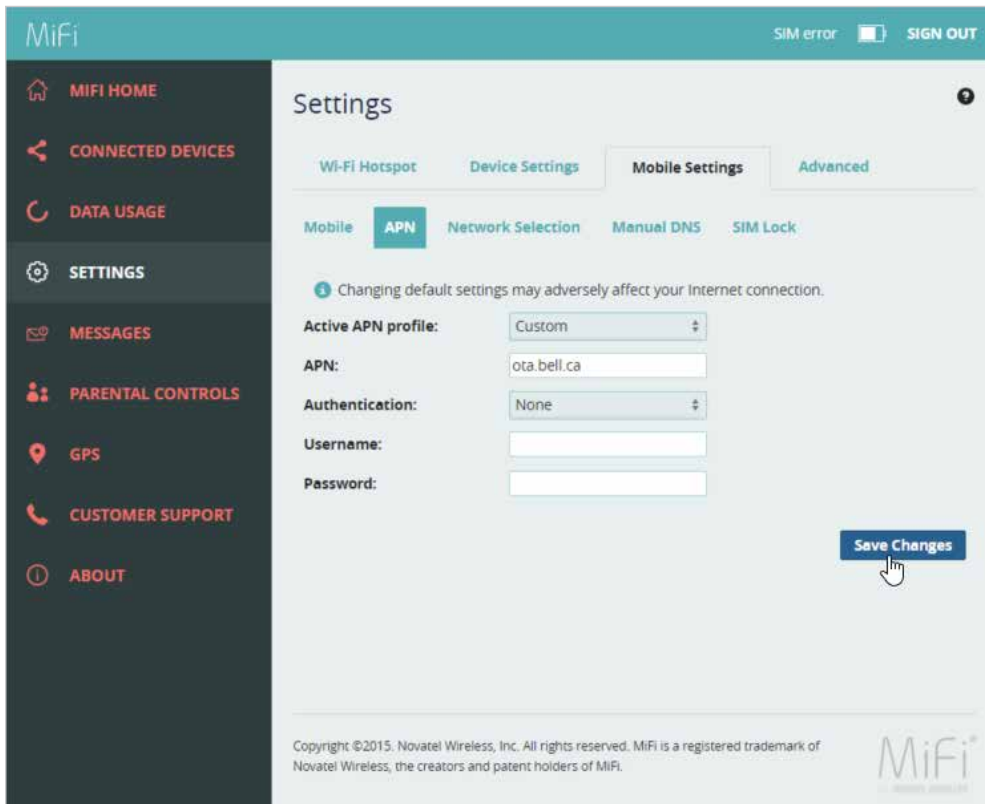 MiFi
SIM error SIGN OUT
MIFI HOME
CONNECTED DEVICES
DATA USAGE
SETTINGS
MESSAGES
PARENTAL CONTROLS
GPS
CUSTOMER SUPPORT
ABOUT
Settings
Wi-Fi Hotspot Device Settings Mobile Settings Advanced
Mobile APN Network Selection Manual DNS SIM Lock
Changing default settings may adversely affect your Internet connection.
Active APN profile: Custom
APN: ota.bell.ca
Authentication: None
Username:
Password:
Save Changes
Copyright ©2015. Novatel Wireless, Inc. All rights reserved. MiFi is a registered trademark of
Novatel Wireless, the creators and patent holders of MiFi.
MiFi®